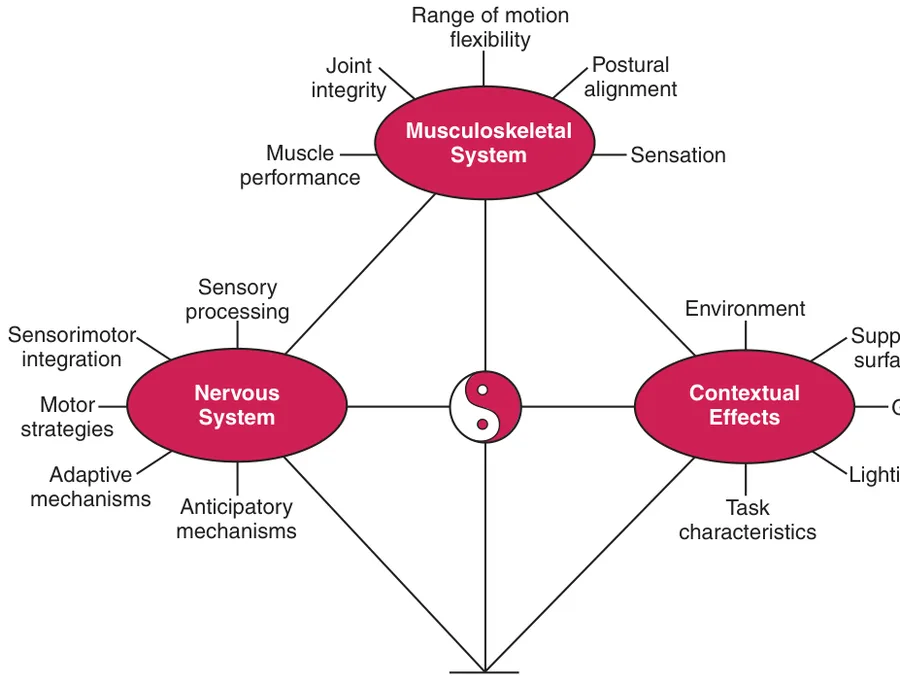 Range of motion
flexibility
Joint
integrity
Postural
alignment
Musculoskeletal
System
Muscle
performance
Sensation
Sensory
processing
Sensorimotor
integration
Nervous
System
Motor
strategies
Adaptive
mechanisms
Anticipatory
mechanisms
Environment
Contextual
Effects
Task
characteristics